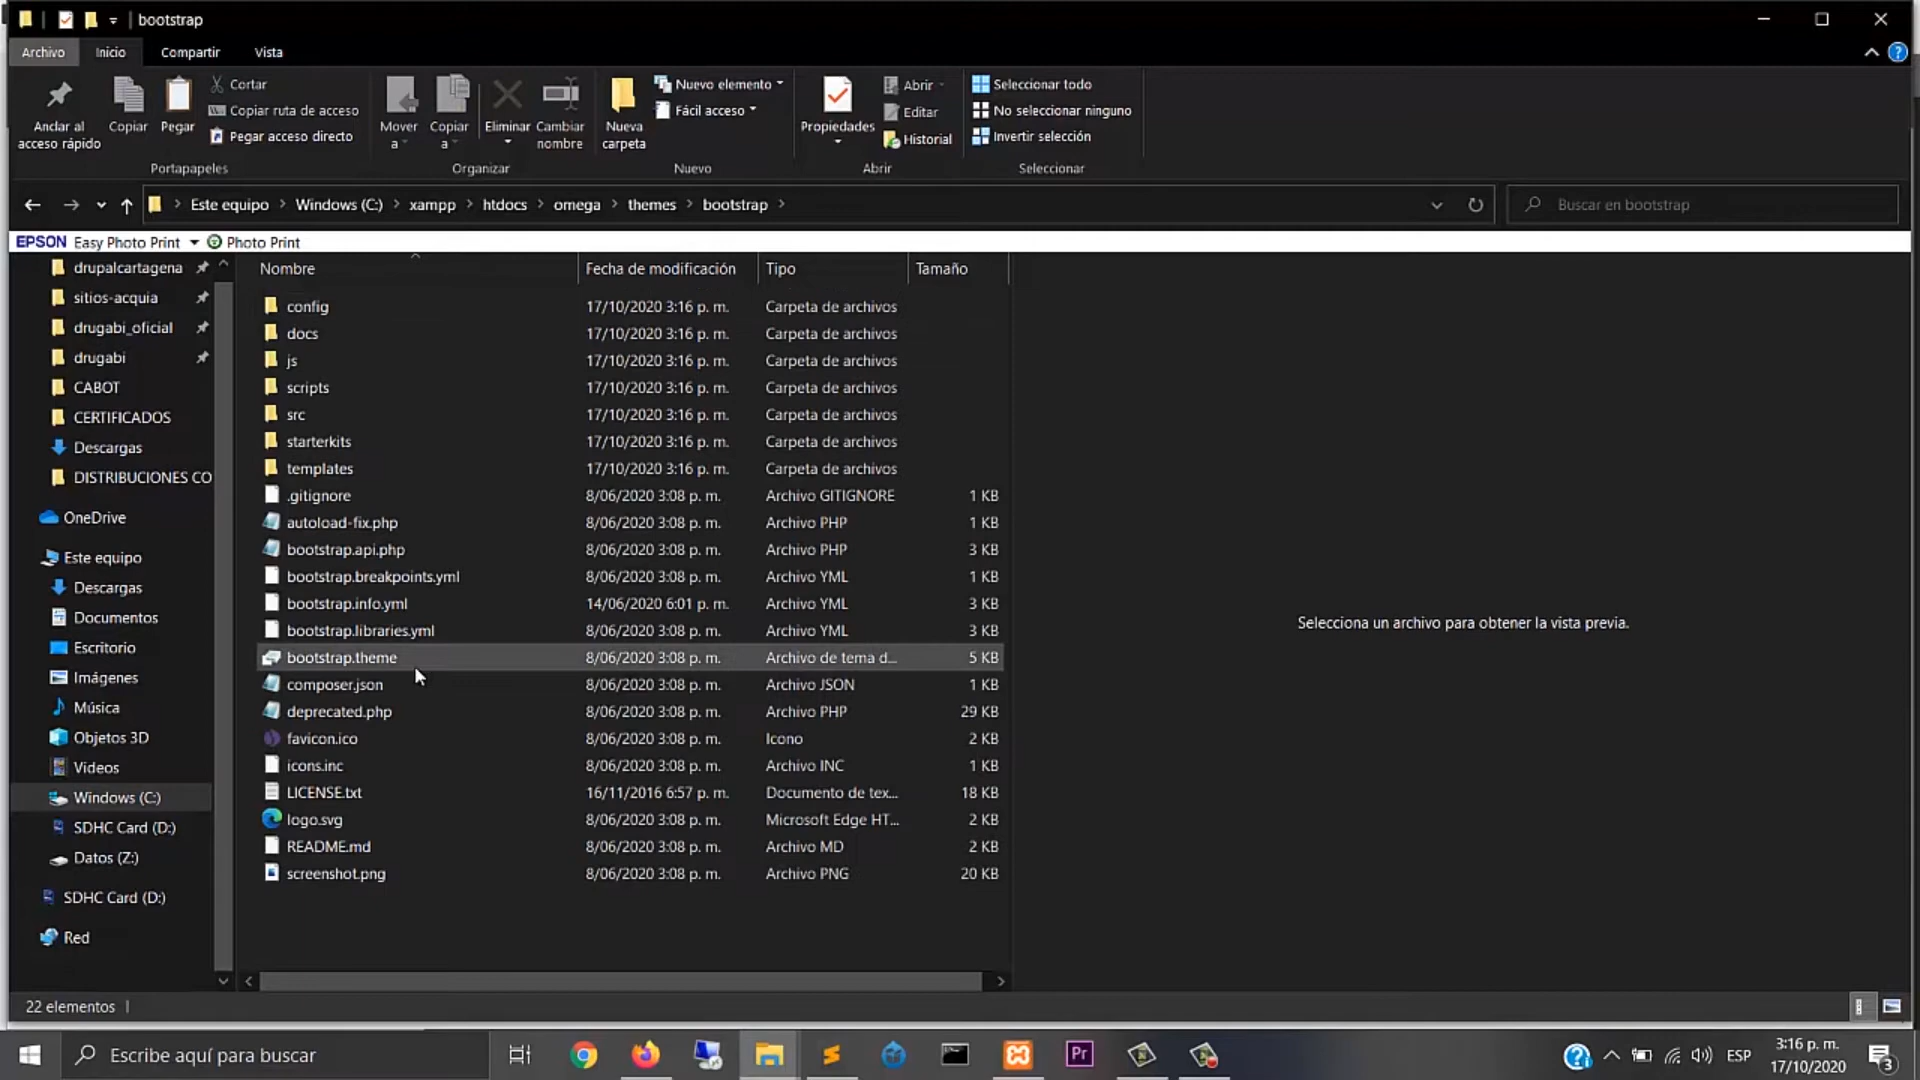 bootstrap
Archivo Inicio Compartir Vista
Anclar al acceso rápido
Copiar
Pegar
Cortar
Copiar ruta de acceso
Pegar acceso directo
Portapapeles
Mover a
Copiar a
Eliminar
Cambiar nombre
Organizar
Nueva carpeta
Nuevo elemento
Fácil acceso
Nuevo
Propiedades
Abrir
Editar
Historial
Abrir
Seleccionar todo
No seleccionar ninguno
Invertir selección
Seleccionar
Este equipo > Windows (C:) > xampp > htdocs > omega > themes > bootstrap >
Buscar en bootstrap
EPSON Easy Photo Print Photo Print
drupalcartagena
sitios-acquia
drugabi_oficial
drugabi
CABOT
CERTIFICADOS
Descargas
DISTRIBUCIONES CO
OneDrive
Este equipo
Descargas
Documentos
Escritorio
Imágenes
Música
Objetos 3D
Videos
Windows (C:)
SDHC Card (D:)
Datos (Z:)
SDHC Card (D:)
Red
Nombre Fecha de modificación Tipo Tamaño
config 17/10/2020 3:16 p. m. Carpeta de archivos
docs 17/10/2020 3:16 p. m. Carpeta de archivos
js 17/10/2020 3:16 p. m. Carpeta de archivos
scripts 17/10/2020 3:16 p. m. Carpeta de archivos
src 17/10/2020 3:16 p. m. Carpeta de archivos
starterkits 17/10/2020 3:16 p. m. Carpeta de archivos
templates 17/10/2020 3:16 p. m. Carpeta de archivos
.gitignore 8/06/2020 3:08 p. m. Archivo GITIGNORE 1 KB
autoload-fix.php 8/06/2020 3:08 p. m. Archivo PHP 1 KB
bootstrap.api.php 8/06/2020 3:08 p. m. Archivo PHP 3 KB
bootstrap.breakpoints.yml 8/06/2020 3:08 p. m. Archivo YML 1 KB
bootstrap.info.yml 14/06/2020 6:01 p. m. Archivo YML 3 KB
bootstrap.libraries.yml 8/06/2020 3:08 p. m. Archivo YML 3 KB
bootstrap.theme 8/06/2020 3:08 p. m. Archivo de tema d... 5 KB
composer.json 8/06/2020 3:08 p. m. Archivo JSON 1 KB
deprecated.php 8/06/2020 3:08 p. m. Archivo PHP 29 KB
favicon.ico 8/06/2020 3:08 p. m. Icono 2 KB
icons.inc 8/06/2020 3:08 p. m. Archivo INC 1 KB
LICENSE.txt 16/11/2016 6:57 p. m. Documento de tex... 18 KB
logo.svg 8/06/2020 3:08 p. m. Microsoft Edge HT... 2 KB
README.md 8/06/2020 3:08 p. m. Archivo MD 2 KB
screenshot.png 8/06/2020 3:08 p. m. Archivo PNG 20 KB
Selecciona un archivo para obtener la vista previa.
22 elementos
Escribe aquí para buscar
Pr
ESP
3:16 p. m.
17/10/2020
3